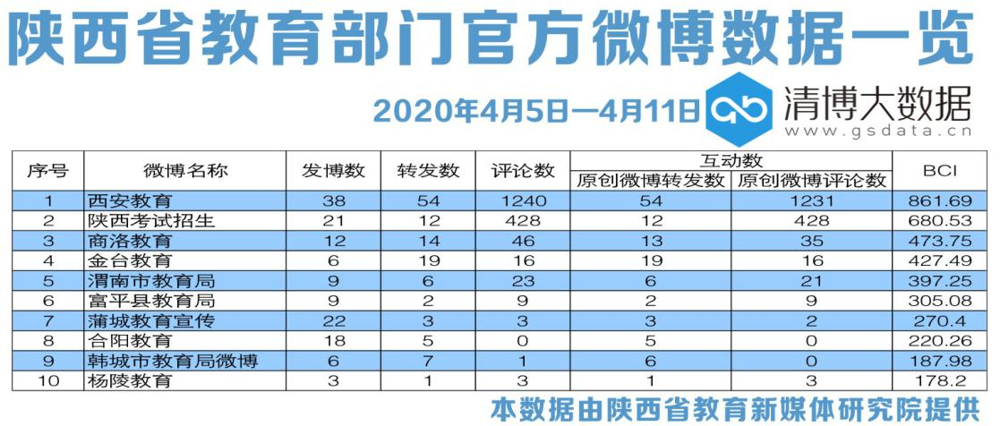 陕西省教育部门官方微博数据一览
2020年4月5日—4月11日
清博大数据
www.gsdata.cn
序号 微博名称 发博数 转发数 评论数 互动数 BCI
原创微博转发数 原创微博评论数
1 西安教育 38 54 1240 54 1231 861.69
2 陕西考试招生 21 12 428 12 428 680.53
3 商洛教育 12 14 46 13 35 473.75
4 金台教育 6 19 16 19 16 427.49
5 渭南市教育局 9 6 23 6 21 397.25
6 富平县教育局 9 2 9 2 9 305.08
7 蒲城教育宣传 22 3 3 3 2 270.4
8 合阳教育 18 5 0 5 0 220.26
9 韩城市教育局微博 6 7 1 6 0 187.98
10 杨陵教育 3 1 3 1 3 178.2
本数据由陕西省教育新媒体研究院提供